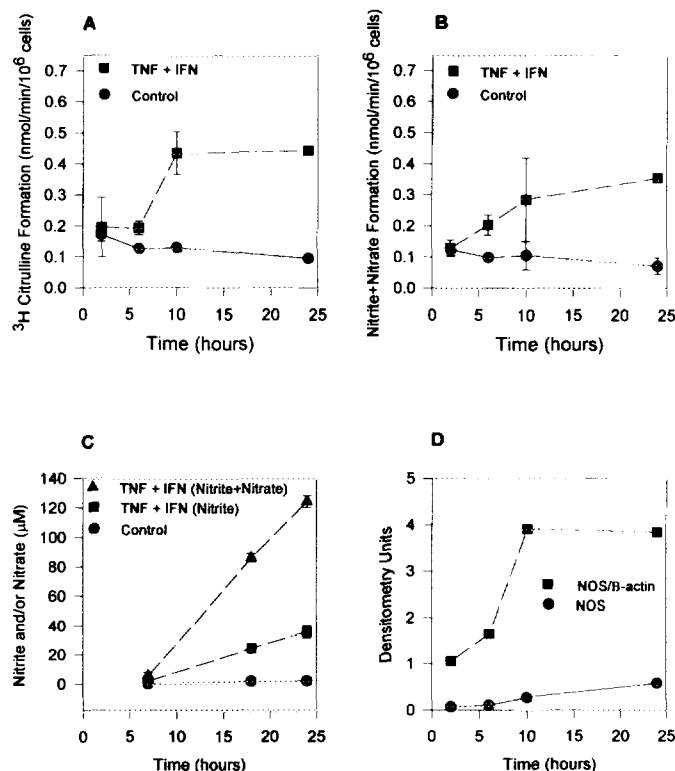 A
³H Citrulline Formation (nmol/min/10⁶ cells)
0.7
0.6
0.5
0.4
0.3
0.2
0.1
0.0
TNF + IFN
Control
0 5 10 15 20 25
Time (hours)
B
Nitrite+Nitrate Formation (nmol/min/10⁶ cells)
0.7
0.6
0.5
0.4
0.3
0.2
0.1
0.0
TNF + IFN
Control
0 5 10 15 20 25
Time (hours)
C
Nitrite and/or Nitrate (μM)
140
120
100
80
60
40
20
0
TNF + IFN (Nitrite+Nitrate)
TNF + IFN (Nitrite)
Control
0 5 10 15 20 25
Time (hours)
D
Densitometry Units
5
4
3
2
1
0
NOS/B-actin
NOS
0 5 10 15 20 25
Time (hours)